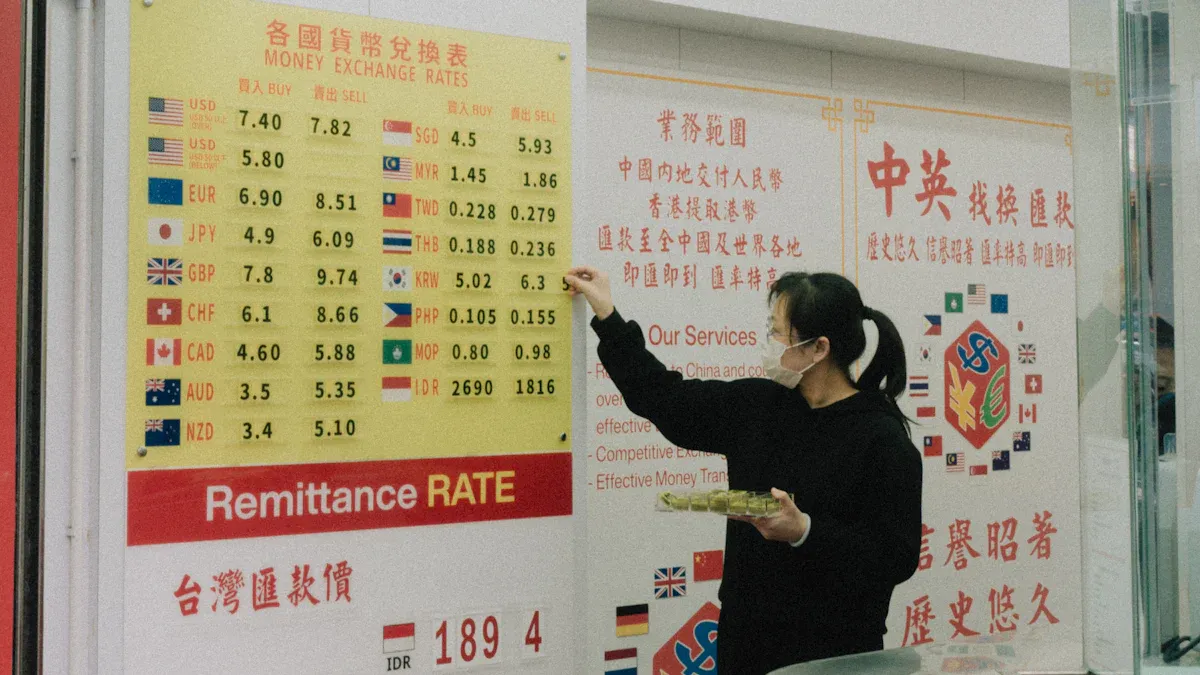 各國貨幣兌換表
MONEY EXCHANGE RATES
買入 BUY 賣出 SELL
USD 7.40 7.82
USD 5.80
EUR 6.90 8.51
JPY 4.9 6.09
GBP 7.8 9.74
CHF 6.1 8.66
CAD 4.60 5.88
AUD 3.5 5.35
NZD 3.4 5.10
買入 BUY 賣出 SELL
SGD 4.5 5.93
MYR 1.45 1.86
TWD 0.228 0.279
THB 0.188 0.236
KRW 5.02 6.3 5
PHP 0.105 0.155
MOP 0.80 0.98
IDR 2690 1816
Remittance RATE
台灣匯款價
IDR 189 4
業務範圍
中國內地交付人民幣
香港提取港幣
匯款至全中國及世界各地
即匯即到 匯率特高
Our Services
to China and
over
effective
- Competitive
- Effective Money
中英 找換 匯款
歷史悠久 信譽昭著 匯率特高 即匯即到
信譽昭著
歷史悠久